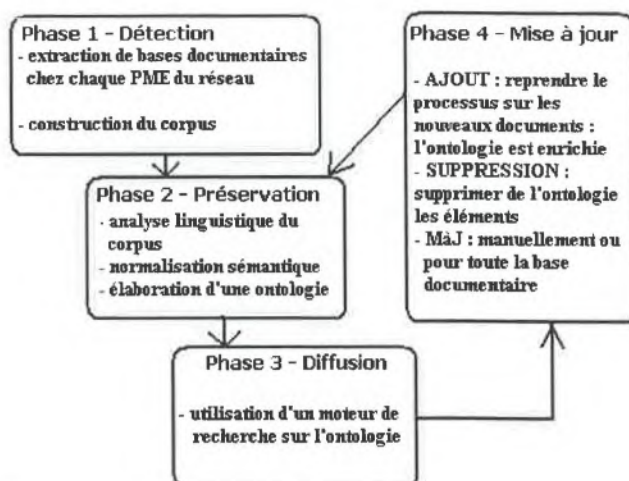 Phase 1 - Détection
- extraction de bases documentaires
chez chaque PME du réseau
- construction du corpus
Phase 2 - Préservation
- analyse linguistique du
corpus
- normalisation sémantique
- élaboration d'une ontologie
Phase 3 - Diffusion
- utilisation d'un moteur de
recherche sur l'ontologie
Phase 4 - Mise à jour
- AJOUT : reprendre le
processus sur les
nouveaux documents :
l'ontologie est enrichie
- SUPPRESSION :
supprimer de l'ontologie
les éléments
- MàJ : manuellement ou
pour toute la base
documentaire